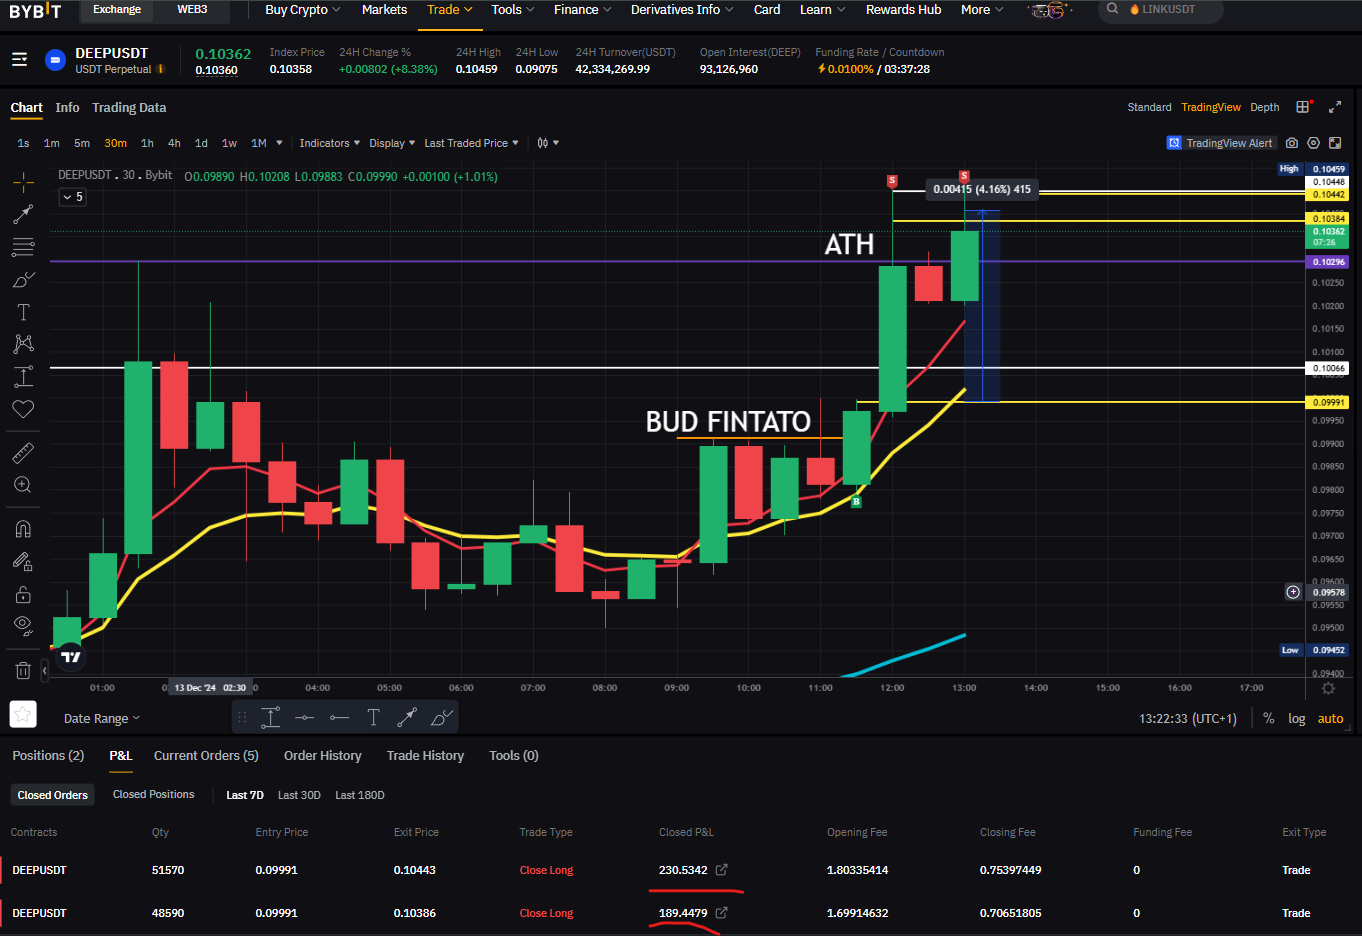 BYBIT Exchange WEB3 Buy Crypto Markets Trade Tools Finance Derivatives Info Card Learn Rewards Hub More LINKUSDT
DEEPUSDT 0.10362 Index Price 24H Change % 24H High 24H Low 24H Turnover(USDT) Open Interest(DEEP) Funding Rate / Countdown
USDT Perpetual 0.10360 0.10358 +0.00802 (+8.38%) 0.10459 0.09075 42,334,269.99 93,126,960 0.0100% / 03:37:28
Chart Info Trading Data Standard TradingView Depth
1s 1m 5m 30m 1h 4h 1d 1w 1M Indicators Display Last Traded Price TradingView Alert
DEEPUSDT . 30 . Bybit O0.09890 H0.10208 L0.09883 C0.09990 +0.00100 (+1.01%)
High 0.10459
S S
0.10448
5 0.00415 (4.16%) 415
0.10442
0.10384
0.10362
ATH
07:26
0.10296
0.10250
0.10200
0.10150
0.10100
0.10066
0.09991
BUD FINTATO
0.09950
0.09900
0.09850
0.09800
B
0.09750
0.09700
0.09650
0.09600
0.09578
0.09550
0.09500
Low 0.09452
0.09400
01:00 13 Dec '24 02:30 04:00 05:00 06:00 07:00 08:00 09:00 10:00 11:00 12:00 13:00 14:00 15:00 16:00 17:00
Date Range T 13:22:33 (UTC+1) % log auto
Positions (2) P&L Current Orders (5) Order History Trade History Tools (0)
Closed Orders Closed Positions Last 7D Last 30D Last 180D
Contracts Qty Entry Price Exit Price Trade Type Closed P&L Opening Fee Closing Fee Funding Fee Exit Type
DEEPUSDT 51570 0.09991 0.10443 Close Long 230.5342 1.80335414 0.75397449 0 Trade
DEEPUSDT 48590 0.09991 0.10386 Close Long 189.4479 1.69914632 0.70651805 0 Trade